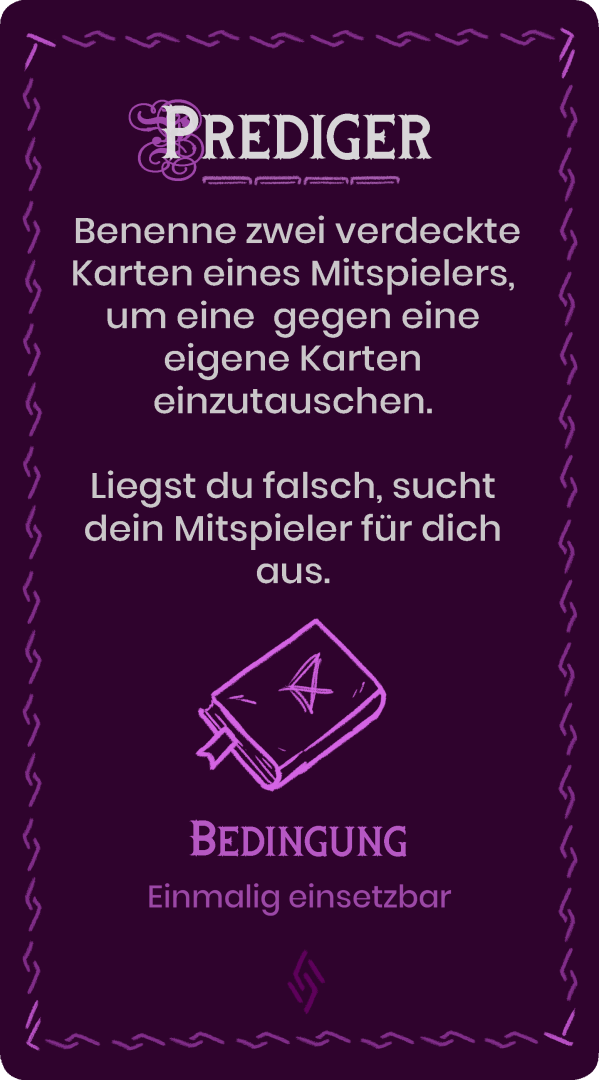 Prediger
Benenne zwei verdeckte
Karten eines Mitspielers,
um eine  gegen eine
eigene Karten
einzutauschen.
Liegst du falsch, sucht
dein Mitspieler für dich
aus.
Bedingung
Einmalig einsetzbar